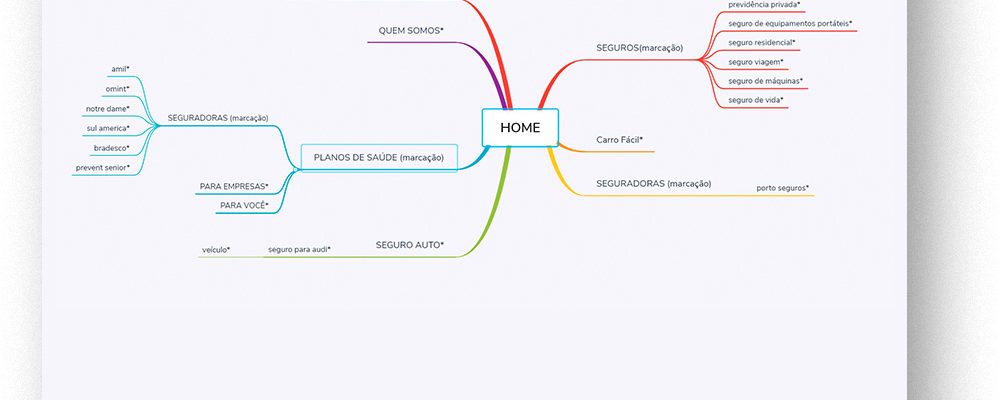 previdência privada*
QUEM SOMOS*
seguro de equipamentos portáteis*
SEGUROS(marcação)
seguro residencial*
seguro viagem*
amil*
seguro de máquinas*
omint*
seguro de vida*
notre dame*
SEGURADORAS (marcação)
sul america*
HOME
Carro Fácil*
bradesco*
PLANOS DE SAÚDE (marcação)
prevent senior*
PARA EMPRESAS*
SEGURADORAS (marcação)
porto seguros*
PARA VOCÊ*
veículo*
seguro para audi*
SEGURO AUTO*